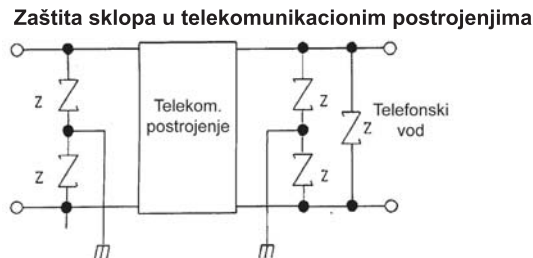 Zaštita sklopa u telekomunikacionim postrojenjima
Z
Z
Telekom.
postrojenje
Z
Z
Z
Telefonski
vod